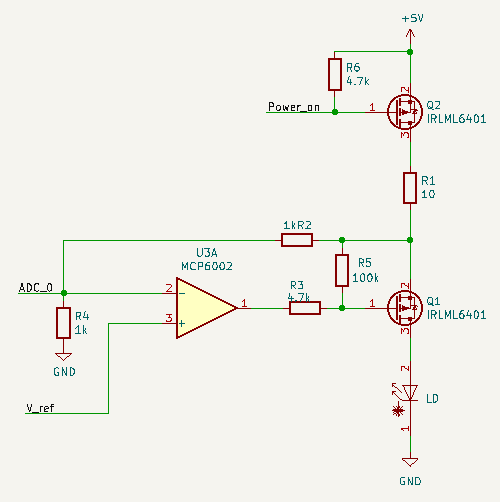 +5V
R6
4.7k
2
Power_on
1
Q2
IRLML6401
3
R1
10
1kR2
R5
100k
U3A
MCP6002
ADC_0
2
−
R3
4.7k
2
R4
1k
3
+
1
1
Q1
IRLML6401
3
GND
2
V_ref
LD
1
GND